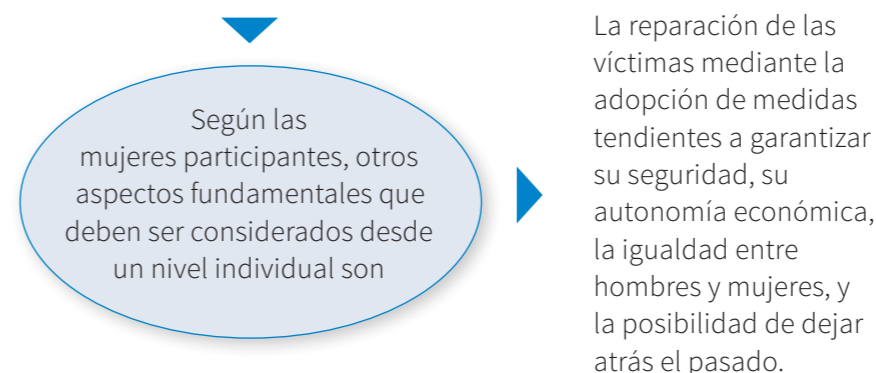 Según las
mujeres participantes, otros
aspectos fundamentales que
deben ser considerados desde
un nivel individual son
La reparación de las
víctimas mediante la
adopción de medidas
tendientes a garantizar
su seguridad, su
autonomía económica,
la igualdad entre
hombres y mujeres, y
la posibilidad de dejar
atrás el pasado.